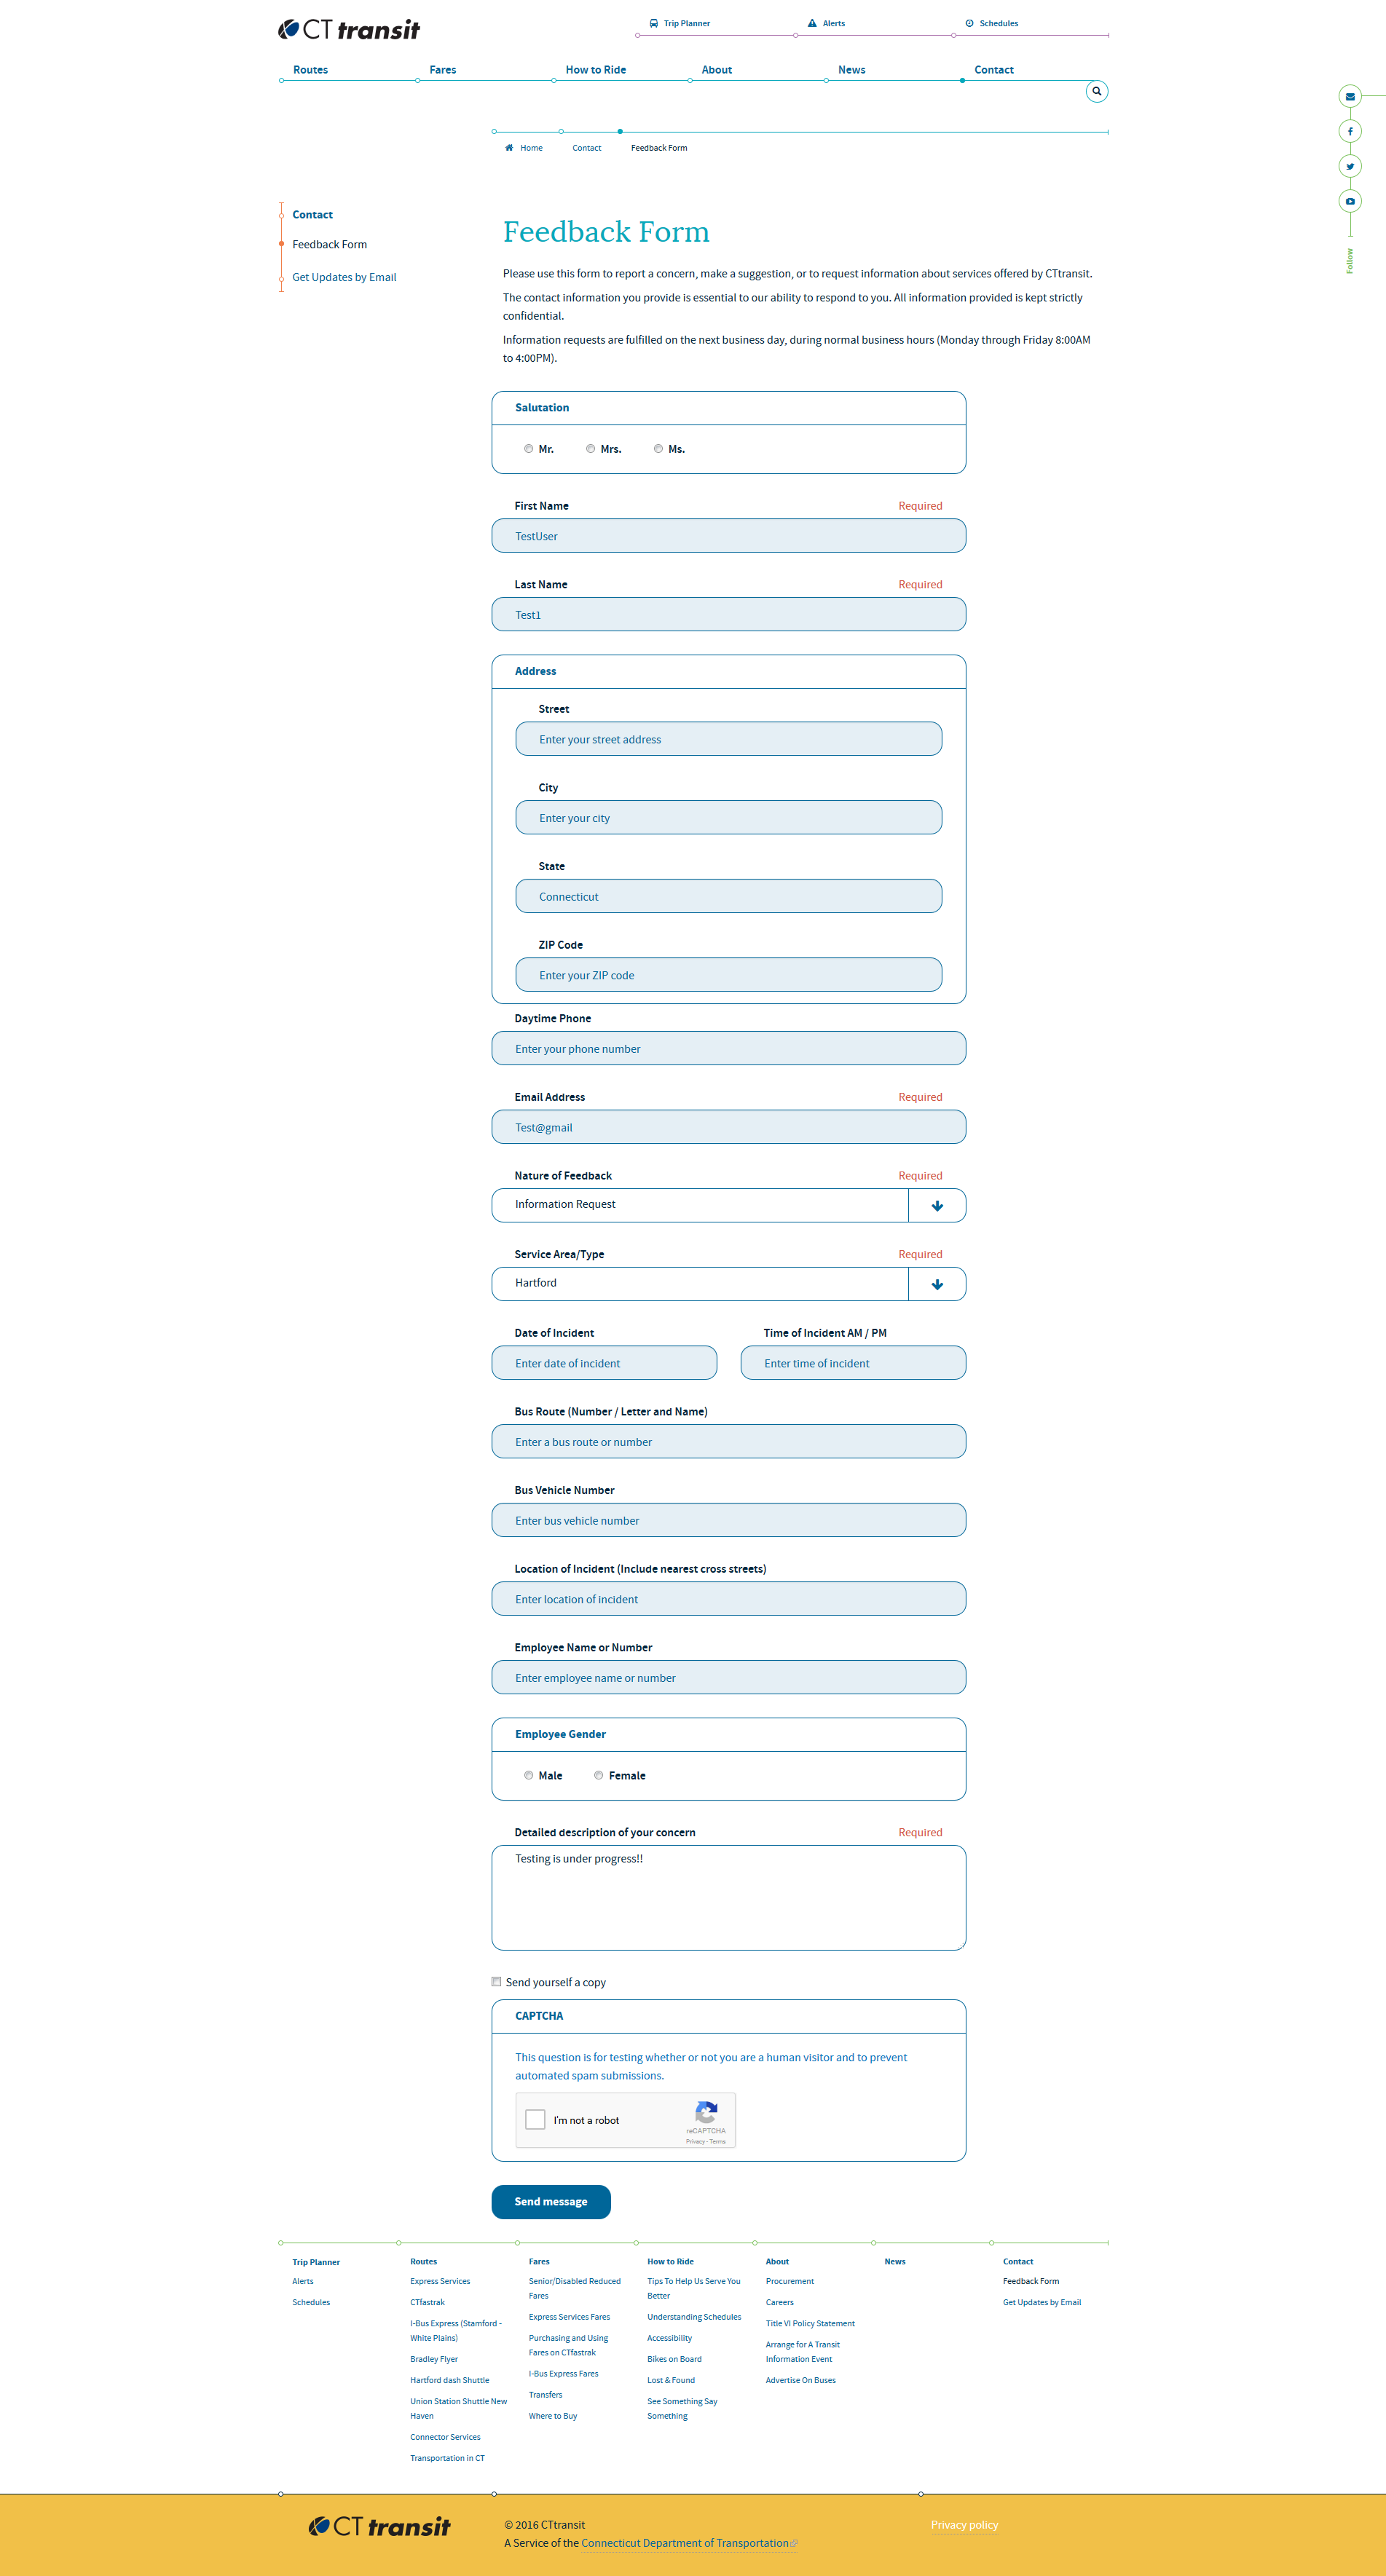 CT transit
Trip Planner
Alerts
Schedules
Routes
Fares
How to Ride
About
News
Contact
Home
Contact
Feedback Form
Follow
Contact
Feedback Form
Get Updates by Email
Feedback Form
Please use this form to report a concern, make a suggestion, or to request information about services offered by CTtransit.
The contact information you provide is essential to our ability to respond to you. All information provided is kept strictly
confidential.
Information requests are fulfilled on the next business day, during normal business hours (Monday through Friday 8:00AM
to 4:00PM).
Salutation
Mr. Mrs. Ms.
First Name Required
TestUser
Last Name Required
Test1
Address
Street
Enter your street address
City
Enter your city
State
Connecticut
ZIP Code
Enter your ZIP code
Daytime Phone
Enter your phone number
Email Address Required
Test@gmail
Nature of Feedback Required
Information Request
Service Area/Type Required
Hartford
Date of Incident Time of Incident AM / PM
Enter date of incident Enter time of incident
Bus Route (Number / Letter and Name)
Enter a bus route or number
Bus Vehicle Number
Enter bus vehicle number
Location of Incident (Include nearest cross streets)
Enter location of incident
Employee Name or Number
Enter employee name or number
Employee Gender
Male Female
Detailed description of your concern Required
Testing is under progress!!
Send yourself a copy
CAPTCHA
This question is for testing whether or not you are a human visitor and to prevent
automated spam submissions.
I'm not a robot
reCAPTCHA
Privacy - Terms
Send message
Trip Planner
Alerts
Schedules
Routes
Express Services
CTfastrak
I-Bus Express (Stamford -
White Plains)
Bradley Flyer
Hartford dash Shuttle
Union Station Shuttle New
Haven
Connector Services
Transportation in CT
Fares
Senior/Disabled Reduced
Fares
Express Services Fares
Purchasing and Using
Fares on CTfastrak
I-Bus Express Fares
Transfers
Where to Buy
How to Ride
Tips To Help Us Serve You
Better
Understanding Schedules
Accessibility
Bikes on Board
Lost & Found
See Something Say
Something
About
Procurement
Careers
Title VI Policy Statement
Arrange for A Transit
Information Event
Advertise On Buses
News
Contact
Feedback Form
Get Updates by Email
CT transit
© 2016 CTtransit
A Service of the Connecticut Department of Transportation
Privacy policy